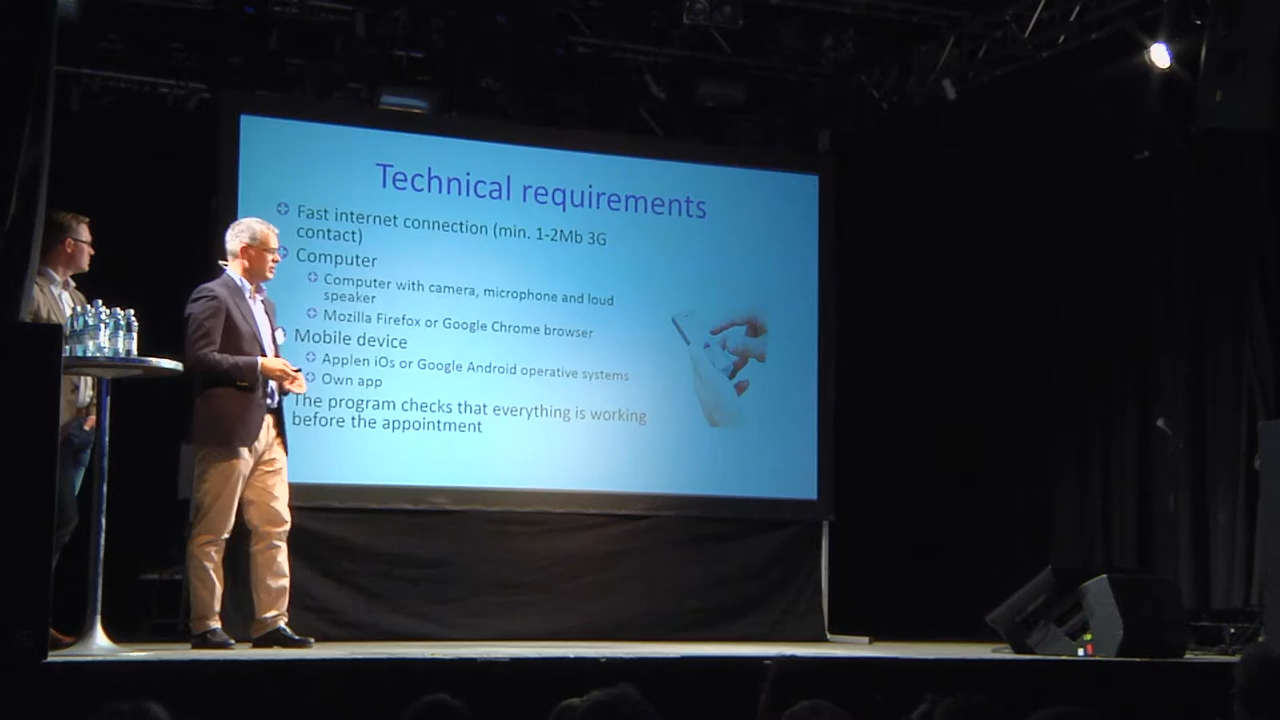 Technical requirements
Fast internet connection (min. 1-2Mb 3G
contact)
Computer
Computer with camera, microphone and loud
speaker
Mozilla Firefox or Google Chrome browser
Mobile device
Applen iOs or Google Android operative systems
Own app
The program checks that everything is working
before the appointment